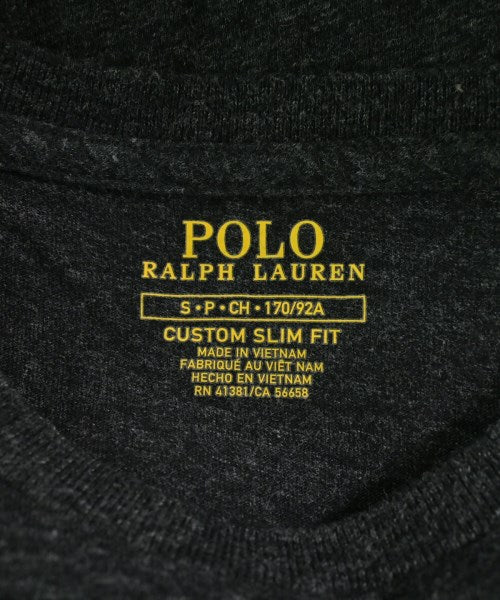 POLO
RALPH LAUREN
S • P • CH • 170/92A
CUSTOM SLIM FIT
MADE IN VIETNAM
FABRIQUÉ AU VIÊT NAM
HECHO EN VIETNAM
RN 41381/CA 56658